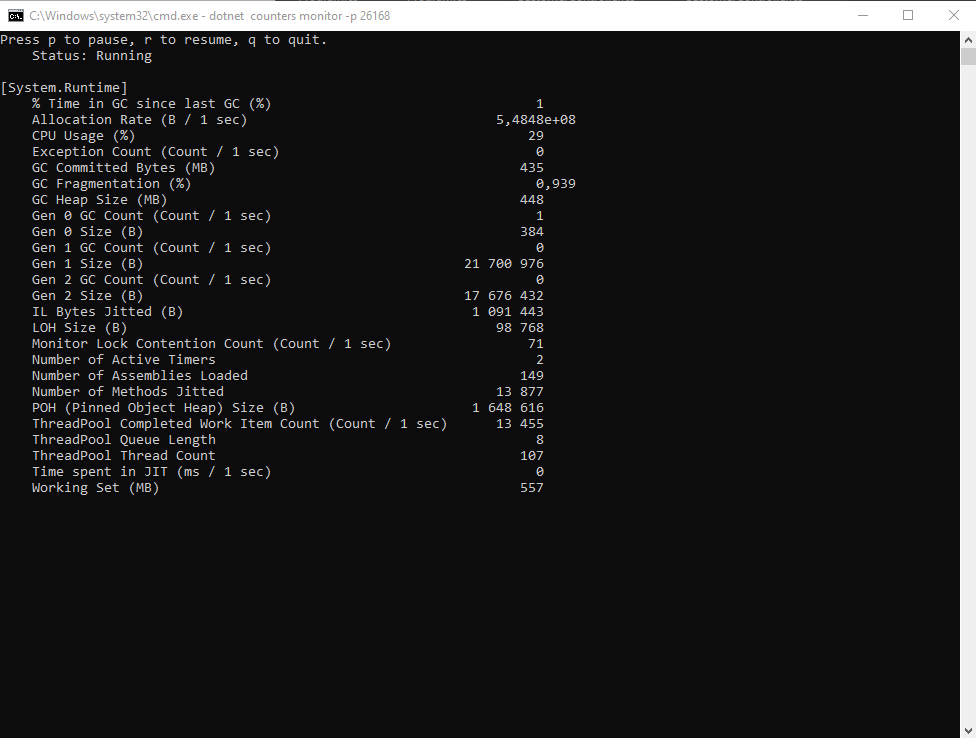 C:\Windows\system32\cmd.exe - dotnet  counters monitor -p 26168
Press p to pause, r to resume, q to quit.
    Status: Running

[System.Runtime]
    % Time in GC since last GC (%)                                 1
    Allocation Rate (B / 1 sec)                               5,4848e+08
    CPU Usage (%)                                                 29
    Exception Count (Count / 1 sec)                                0
    GC Committed Bytes (MB)                                      435
    GC Fragmentation (%)                                           0,939
    GC Heap Size (MB)                                            448
    Gen 0 GC Count (Count / 1 sec)                                 1
    Gen 0 Size (B)                                               384
    Gen 1 GC Count (Count / 1 sec)                                 0
    Gen 1 Size (B)                                        21 700 976
    Gen 2 GC Count (Count / 1 sec)                                 0
    Gen 2 Size (B)                                        17 676 432
    IL Bytes Jitted (B)                                    1 091 443
    LOH Size (B)                                              98 768
    Monitor Lock Contention Count (Count / 1 sec)                 71
    Number of Active Timers                                        2
    Number of Assemblies Loaded                                  149
    Number of Methods Jitted                                  13 877
    POH (Pinned Object Heap) Size (B)                      1 648 616
    ThreadPool Completed Work Item Count (Count / 1 sec)      13 455
    ThreadPool Queue Length                                        8
    ThreadPool Thread Count                                      107
    Time spent in JIT (ms / 1 sec)                                 0
    Working Set (MB)                                             557